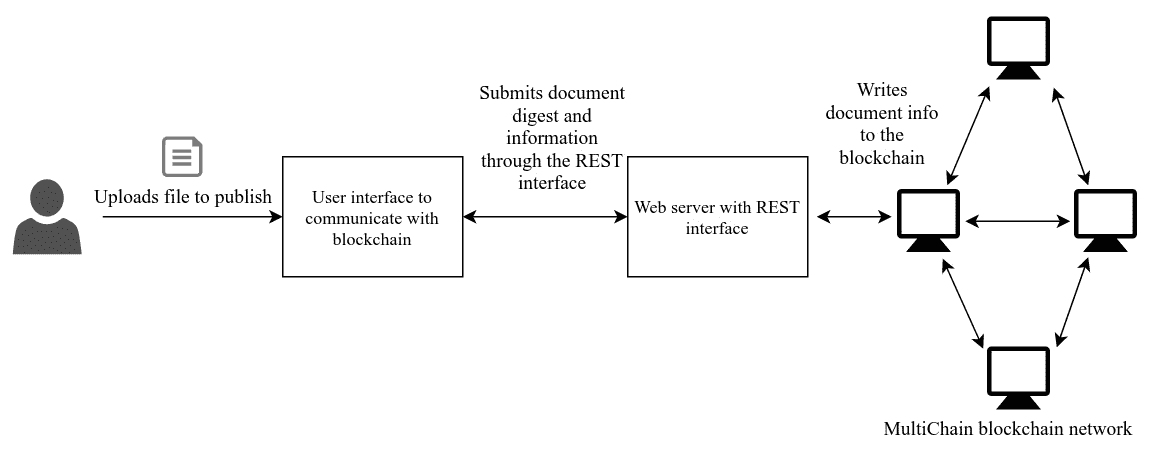 Uploads file to publish
User interface to
communicate with
blockchain
Submits document
digest and
information
through the REST
interface
Web server with REST
interface
Writes
document info
to the
blockchain
MultiChain blockchain network